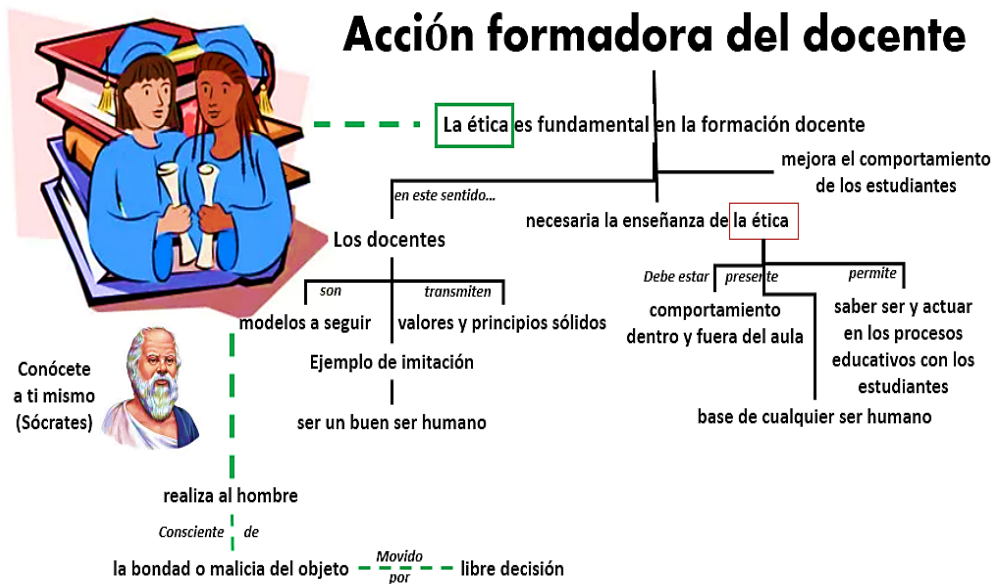 Acción formadora del docente
La ética es fundamental en la formación docente
mejora el comportamiento
de los estudiantes
en este sentido...
necesaria la enseñanza de la ética
Los docentes
Debe estar presente
permite
son
transmiten
modelos a seguir
valores y principios sólidos
comportamiento
dentro y fuera del aula
saber ser y actuar
en los procesos
educativos con los
estudiantes
Ejemplo de imitación
Conócete
a ti mismo
(Sócrates)
ser un buen ser humano
base de cualquier ser humano
realiza al hombre
Consciente de
la bondad o malicia del objeto
Movido
por
libre decisión